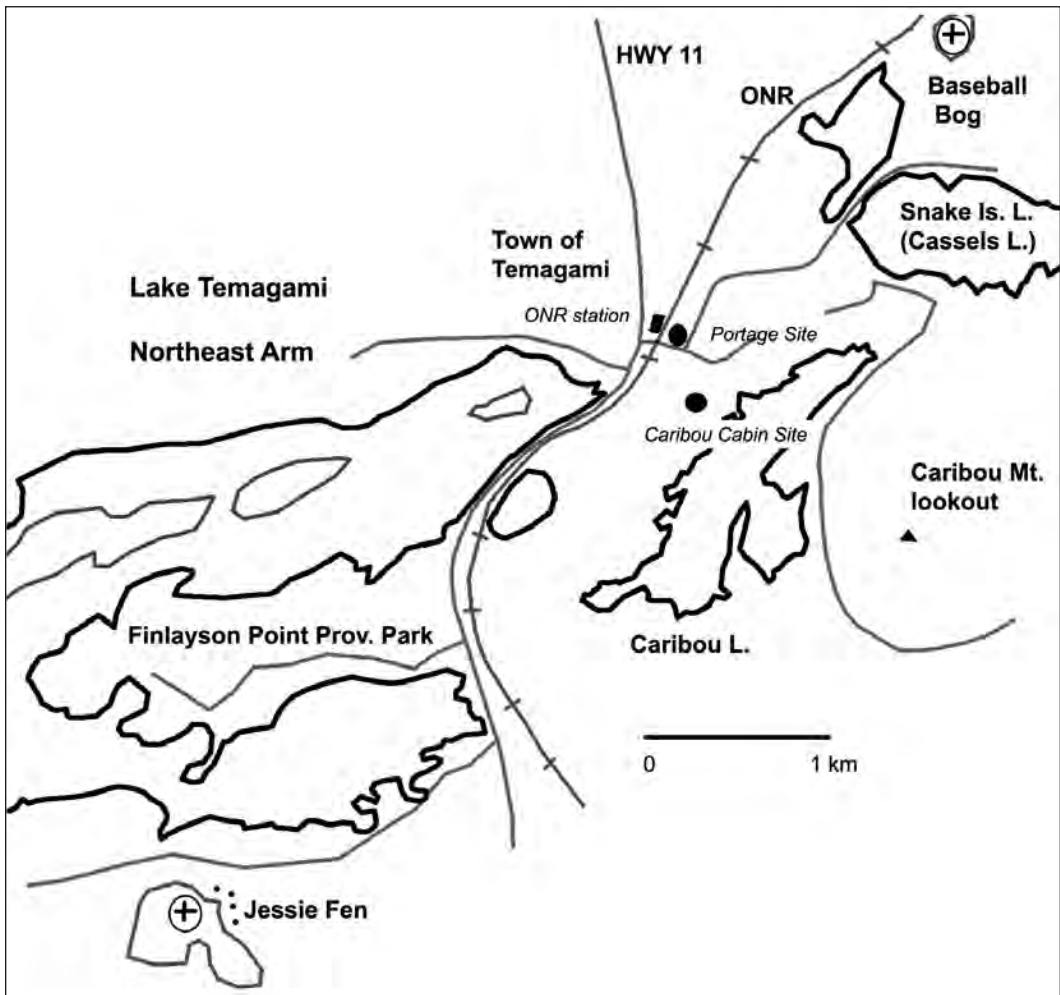 HWY 11
ONR
Baseball
Bog
Snake Is. L.
(Cassels L.)
Town of
Temagami
Lake Temagami
Northeast Arm
ONR station
Portage Site
Caribou Cabin Site
Caribou Mt.
lookout
Finlayson Point Prov. Park
Caribou L.
0 1 km
Jessie Fen